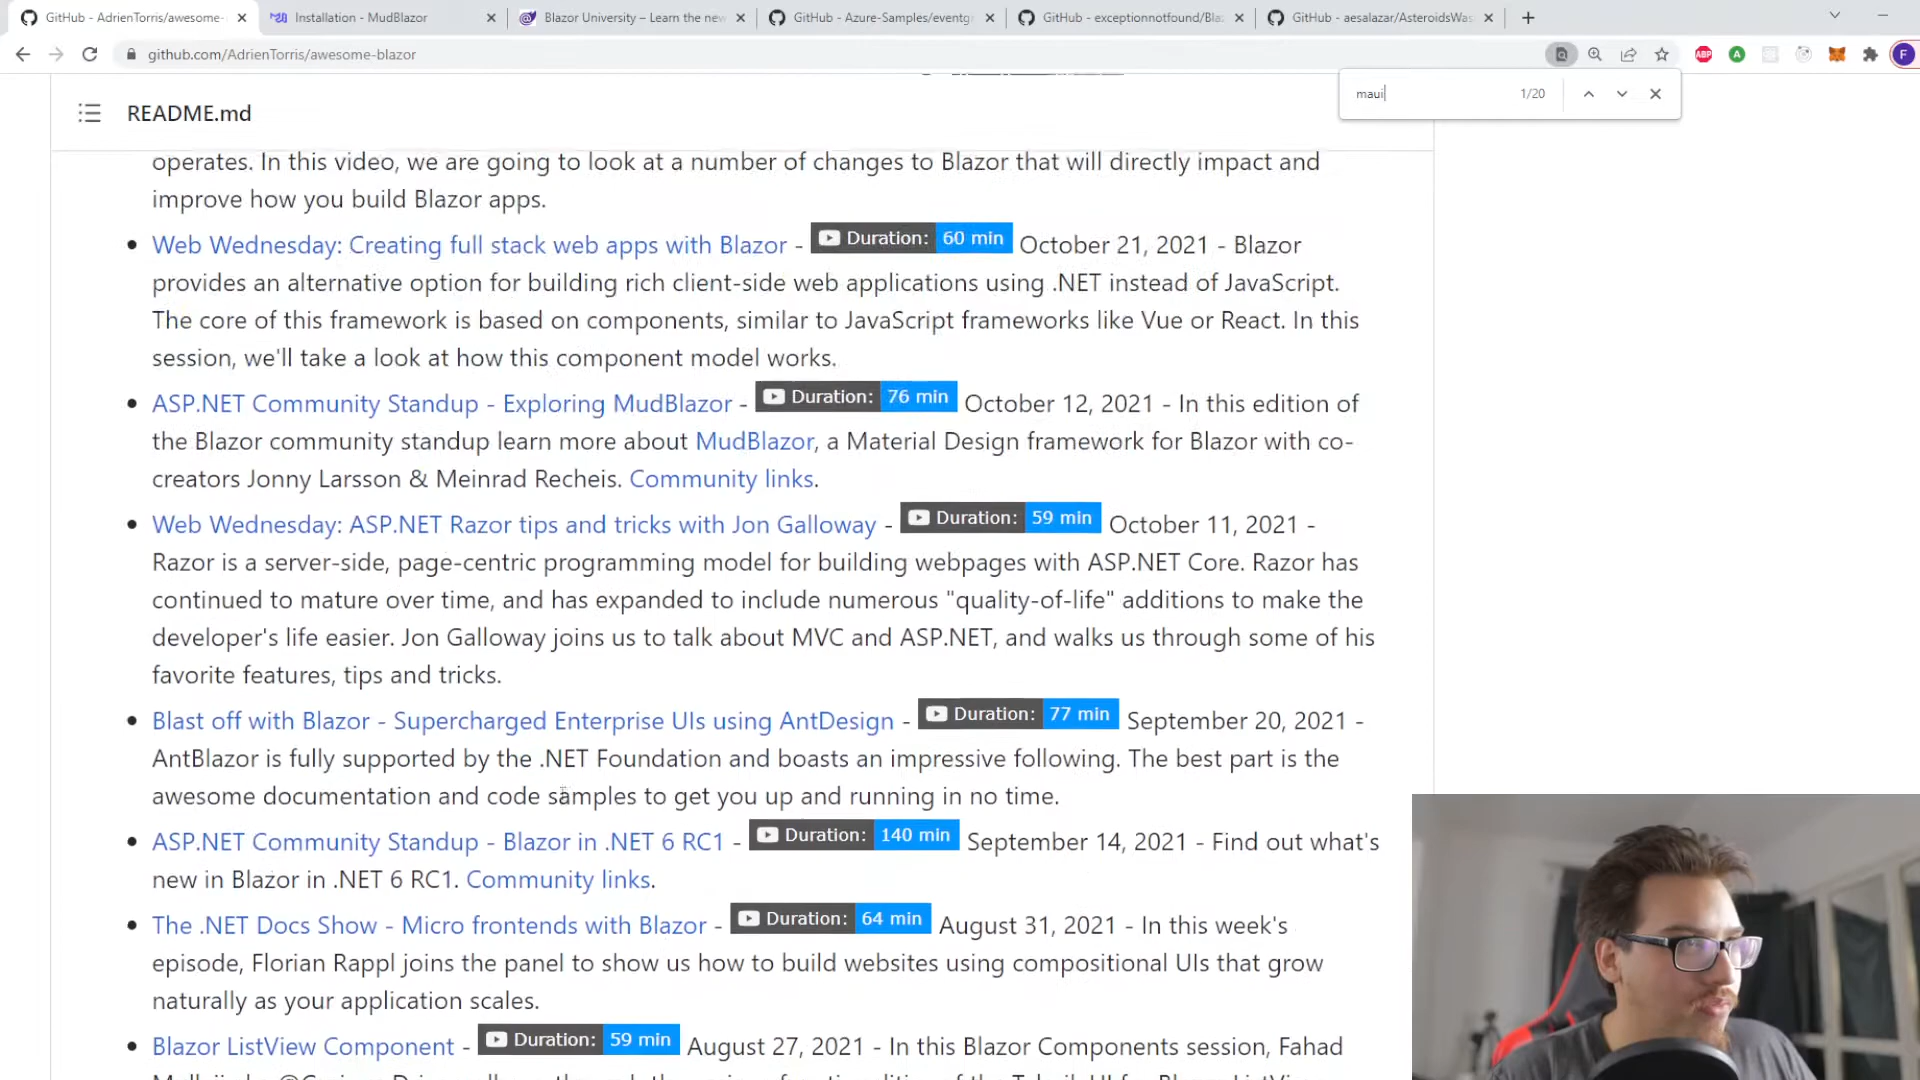 GitHub - AdrienTorris/awesome-
Installation - MudBlazor
Blazor University – Learn the new
GitHub - Azure-Samples/eventg
GitHub - exceptionnotfound/Bla
GitHub - aesalazar/AsteroidsWas
github.com/AdrienTorris/awesome-blazor
ABP
A
F
maui
1/20
README.md
operates. In this video, we are going to look at a number of changes to Blazor that will directly impact and
improve how you build Blazor apps.
Web Wednesday: Creating full stack web apps with Blazor - Duration: 60 min October 21, 2021 - Blazor
provides an alternative option for building rich client-side web applications using .NET instead of JavaScript.
The core of this framework is based on components, similar to JavaScript frameworks like Vue or React. In this
session, we'll take a look at how this component model works.
ASP.NET Community Standup - Exploring MudBlazor - Duration: 76 min October 12, 2021 - In this edition of
the Blazor community standup learn more about MudBlazor, a Material Design framework for Blazor with co-
creators Jonny Larsson & Meinrad Recheis. Community links.
Web Wednesday: ASP.NET Razor tips and tricks with Jon Galloway - Duration: 59 min October 11, 2021 -
Razor is a server-side, page-centric programming model for building webpages with ASP.NET Core. Razor has
continued to mature over time, and has expanded to include numerous "quality-of-life" additions to make the
developer's life easier. Jon Galloway joins us to talk about MVC and ASP.NET, and walks us through some of his
favorite features, tips and tricks.
Blast off with Blazor - Supercharged Enterprise UIs using AntDesign - Duration: 77 min September 20, 2021 -
AntBlazor is fully supported by the .NET Foundation and boasts an impressive following. The best part is the
awesome documentation and code samples to get you up and running in no time.
ASP.NET Community Standup - Blazor in .NET 6 RC1 - Duration: 140 min September 14, 2021 - Find out what's
new in Blazor in .NET 6 RC1. Community links.
The .NET Docs Show - Micro frontends with Blazor - Duration: 64 min August 31, 2021 - In this week's
episode, Florian Rappl joins the panel to show us how to build websites using compositional UIs that grow
naturally as your application scales.
Blazor ListView Component - Duration: 59 min August 27, 2021 - In this Blazor Components session, Fahad